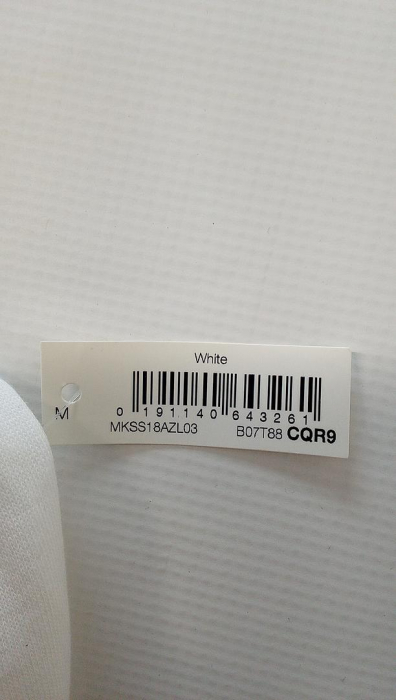 White
M
0 191140 643261
MKSS18AZL03 B07T88 CQR9